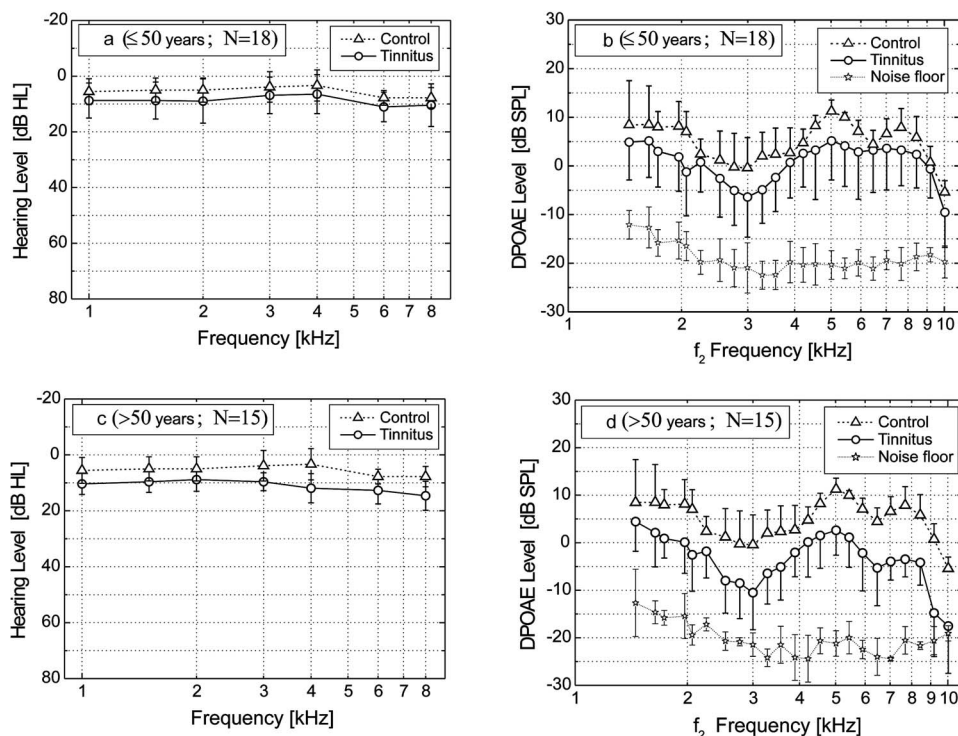 a (≤50 years; N=18)
Control
Tinnitus
Hearing Level [dB HL]
-20
0
20
40
60
80
1 2 3 4 5 6 7 8
Frequency [kHz]
b (≤50 years; N=18)
Control
Tinnitus
Noise floor
DPOAE Level [dB SPL]
30
20
10
0
-10
-20
-30
1 2 3 4 5 6 7 8 9 10
f₂ Frequency [kHz]
c (>50 years; N=15)
Control
Tinnitus
Hearing Level [dB HL]
-20
0
20
40
60
80
1 2 3 4 5 6 7 8
Frequency [kHz]
d (>50 years; N=15)
Control
Tinnitus
Noise floor
DPOAE Level [dB SPL]
30
20
10
0
-10
-20
-30
1 2 3 4 5 6 7 8 9 10
f₂ Frequency [kHz]